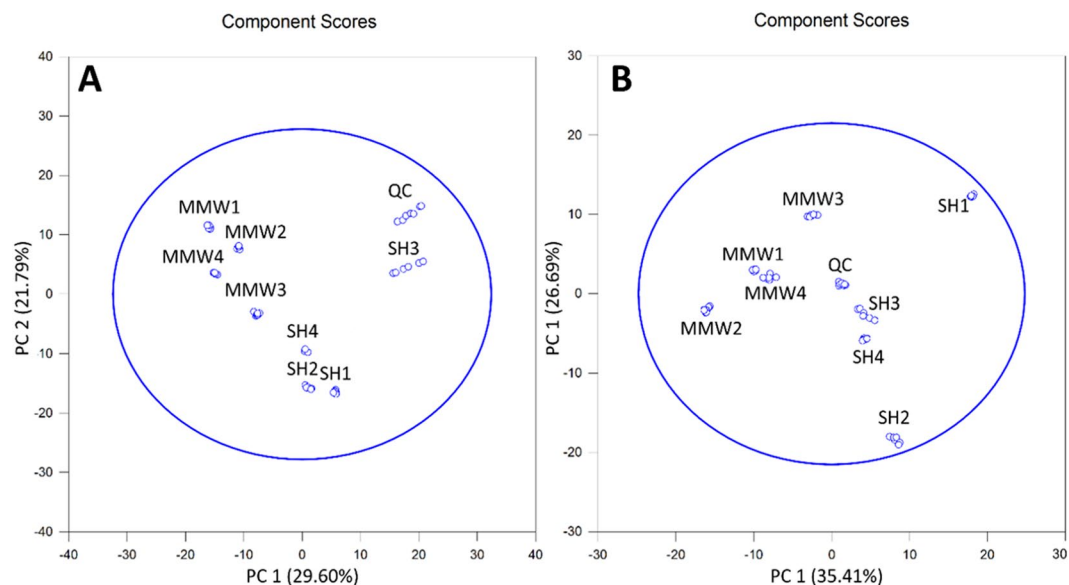 Component Scores
A
40
30
20
10
0
-10
-20
-30
-40
PC 2 (21.79%)
QC
MMW1
SH3
MMW2
MMW4
MMW3
SH4
SH2 SH1
-40 -30 -20 -10 0 10 20 30 40
PC 1 (29.60%)
Component Scores
B
30
20
10
0
-10
-20
-30
PC 1 (26.69%)
MMW3
SH1
MMW1
QC
MMW4
SH3
MMW2
SH4
SH2
-30 -20 -10 0 10 20 30
PC 1 (35.41%)